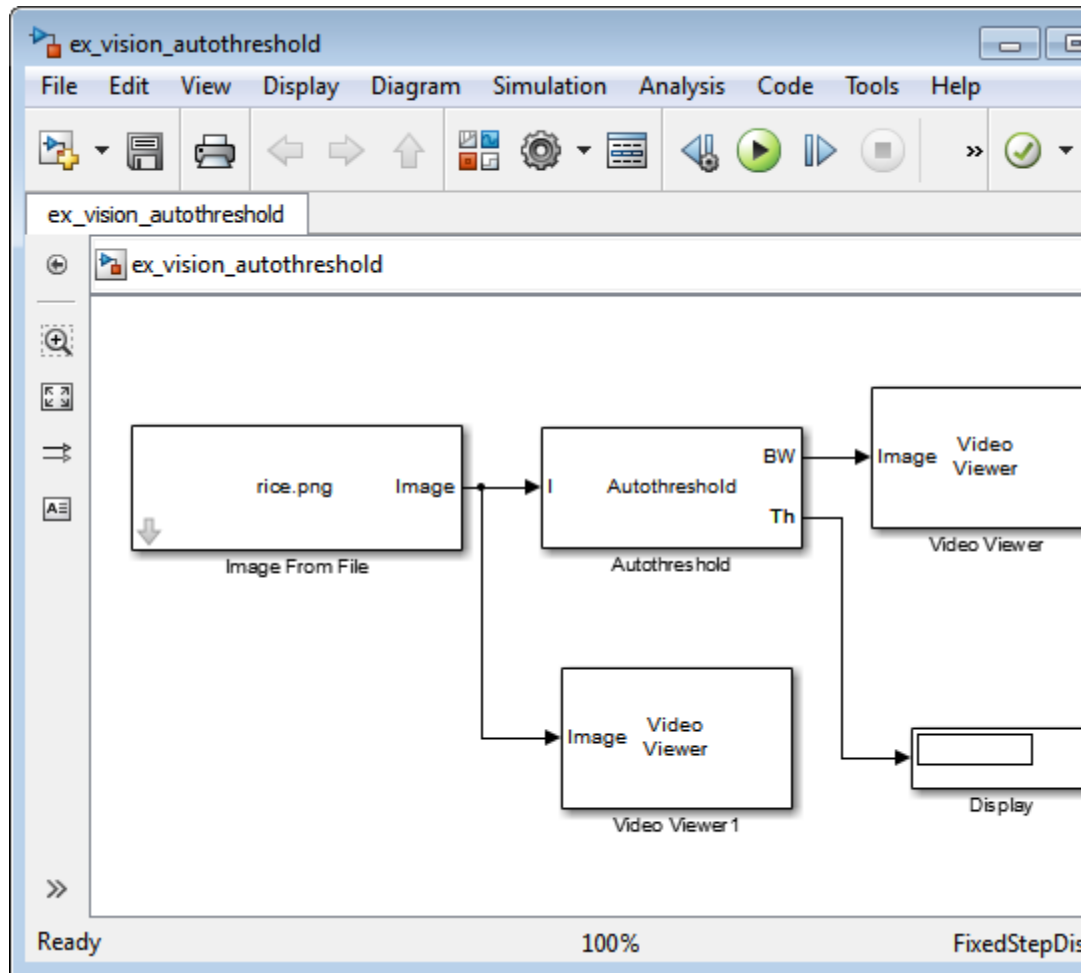 ex_vision_autothreshold
File Edit View Display Diagram Simulation Analysis Code Tools Help
ex_vision_autothreshold
ex_vision_autothreshold
rice.png Image
Image From File
I Autothreshold BW
Th
Autothreshold
Image Video
Viewer
Video Viewer
Image Video
Viewer
Video Viewer1
Display
Ready 100% FixedStepDis